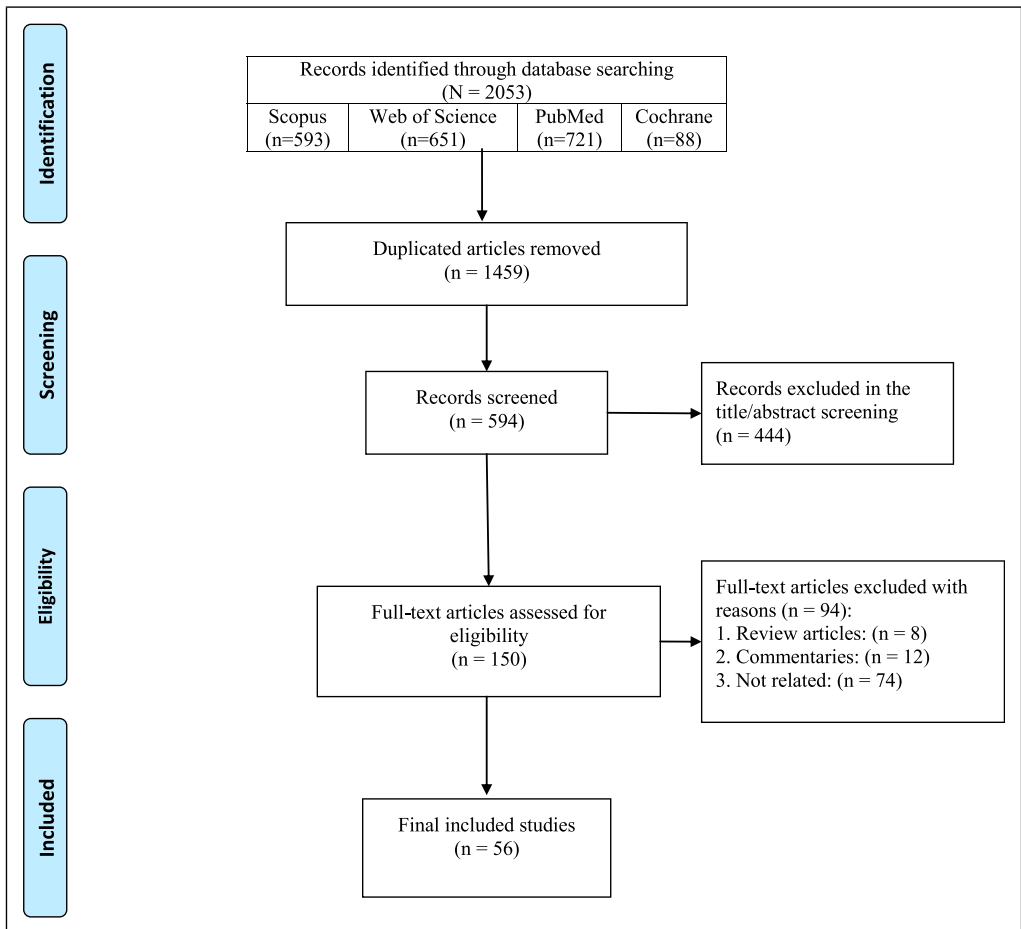 Identification
Records identified through database searching
(N = 2053)
Scopus
(n=593)
Web of Science
(n=651)
PubMed
(n=721)
Cochrane
(n=88)
Duplicated articles removed
(n = 1459)
Screening
Records screened
(n = 594)
Records excluded in the
title/abstract screening
(n = 444)
Eligibility
Full-text articles assessed for
eligibility
(n = 150)
Full-text articles excluded with
reasons (n = 94):
1. Review articles: (n = 8)
2. Commentaries: (n = 12)
3. Not related: (n = 74)
Included
Final included studies
(n = 56)